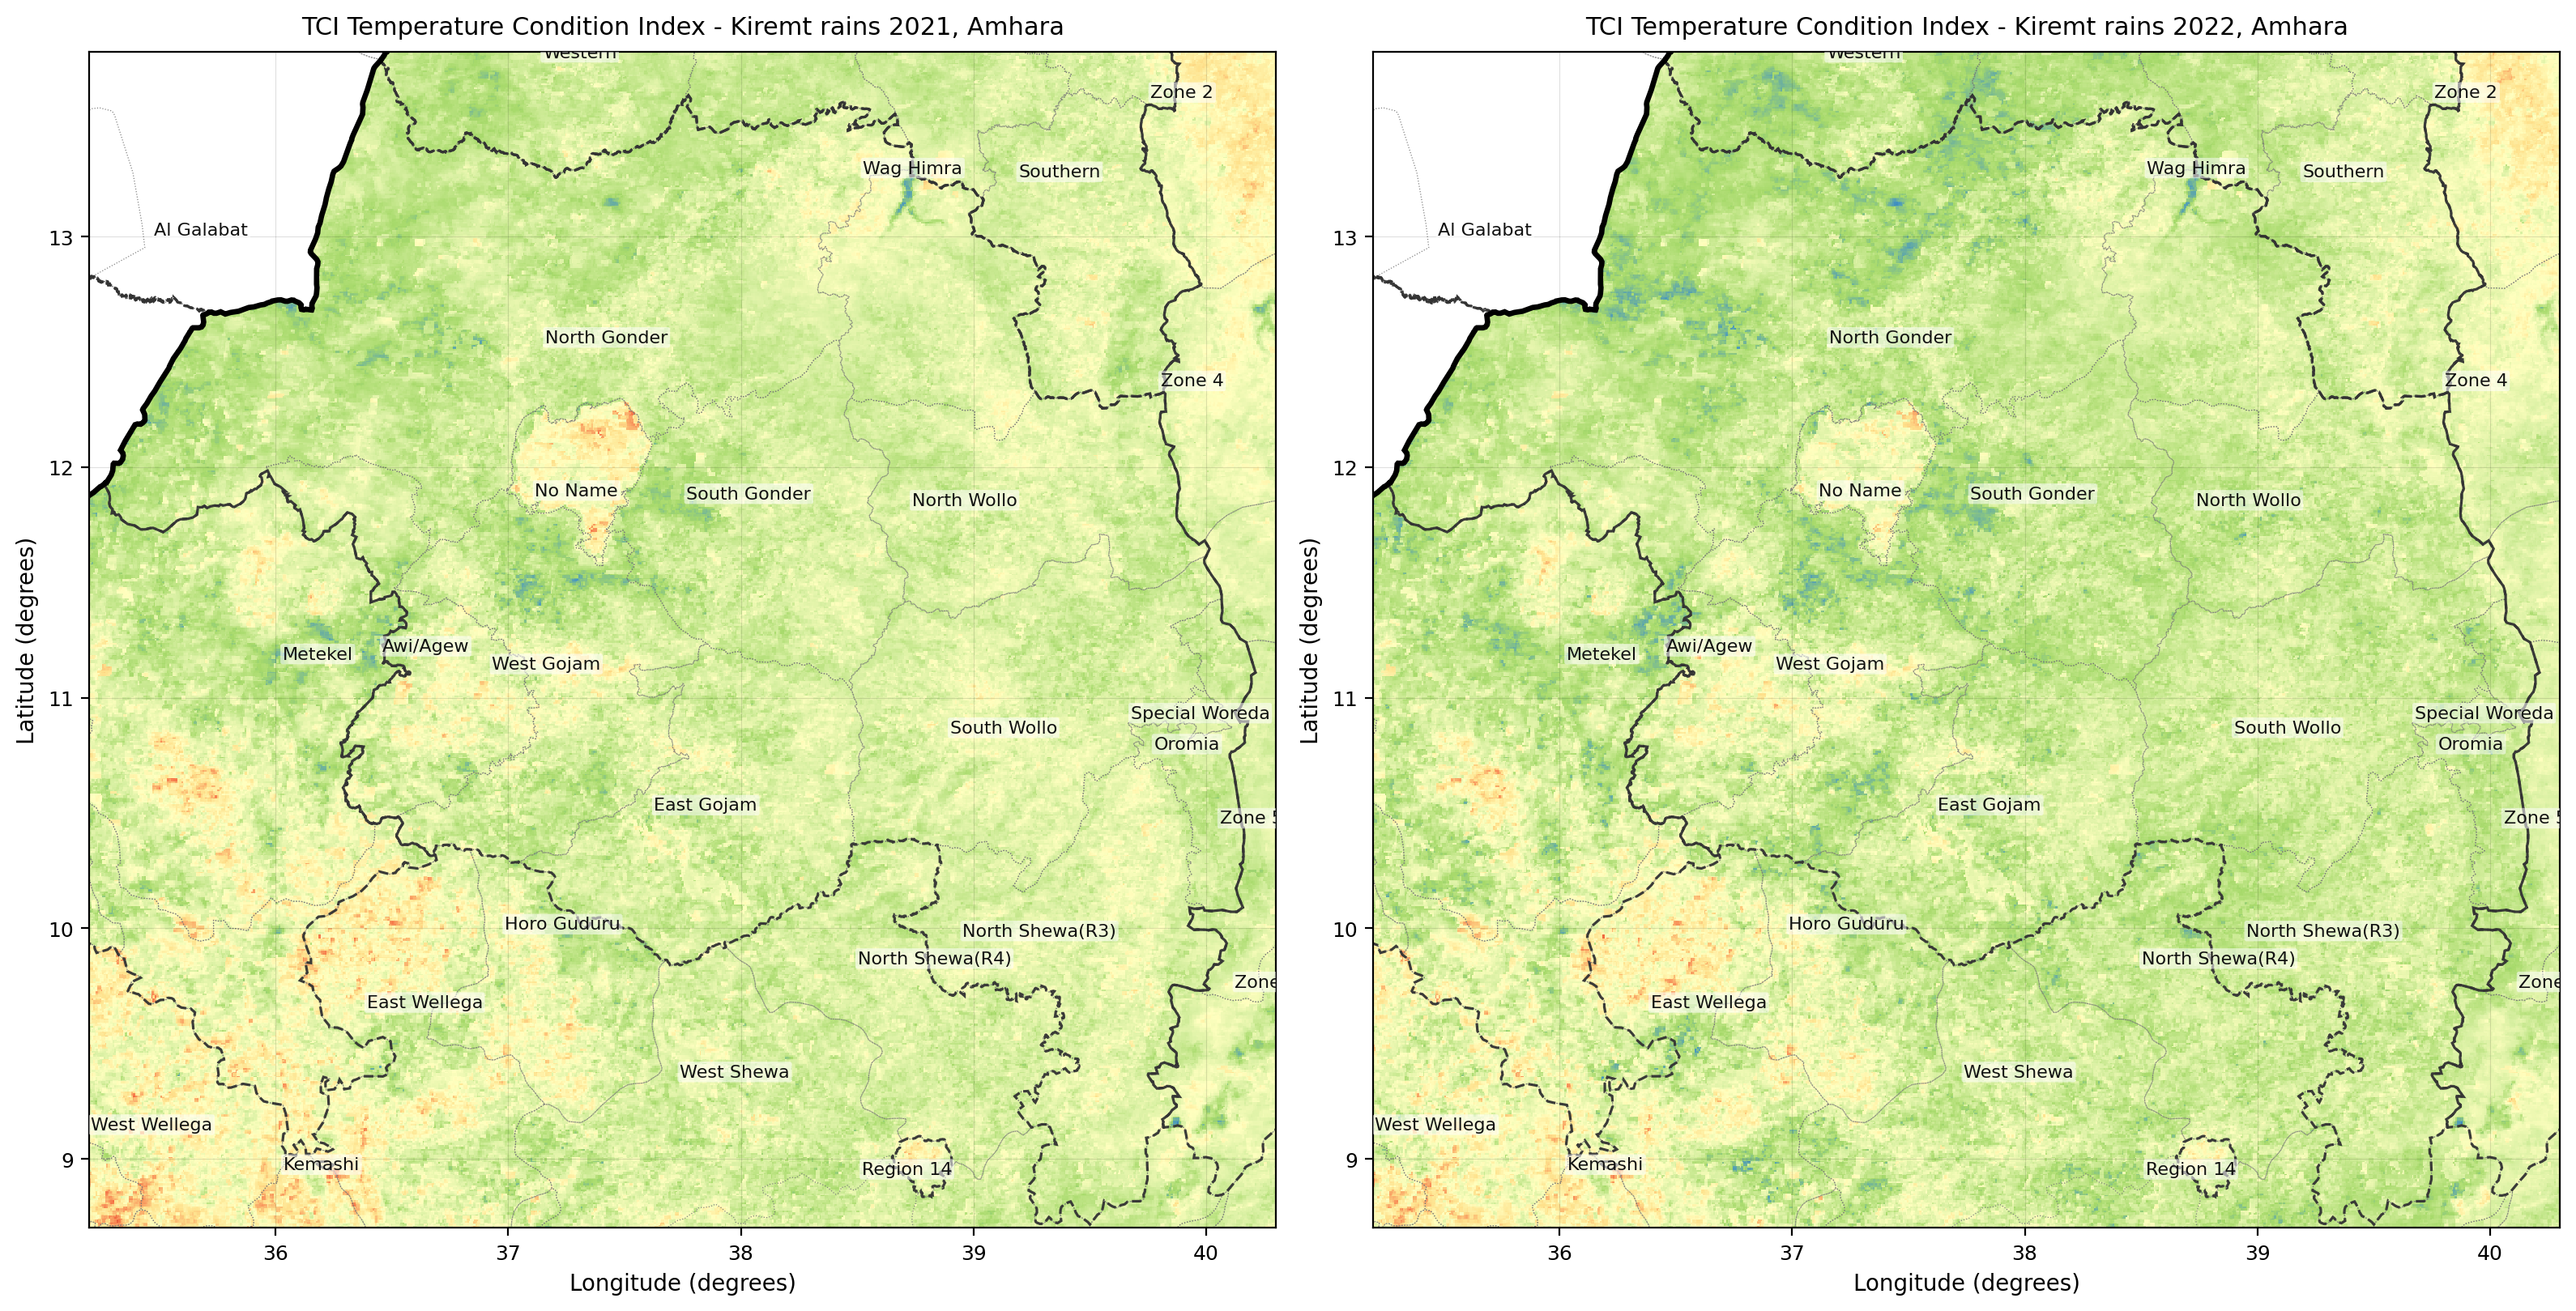 TCI Temperature Condition Index - Kiremt rains 2021, Amhara
Western
Zone 2
Wag Himra
Southern
Al Galabat
13
North Gonder
Zone 4
12
No Name
South Gonder
North Wollo
Metekel
Awi/Agew
West Gojam
11
Special Woreda
South Wollo
Oromia
East Gojam
Zone 5
10
Horo Guduru
North Shewa(R3)
North Shewa(R4)
Zone
East Wellega
West Shewa
West Wellega
9
Kemashi
Region 14
36
37
38
39
40
Latitude (degrees)
Longitude (degrees)
TCI Temperature Condition Index - Kiremt rains 2022, Amhara
Western
Zone 2
Wag Himra
Southern
Al Galabat
13
North Gonder
Zone 4
12
No Name
South Gonder
North Wollo
Metekel
Awi/Agew
West Gojam
11
Special Woreda
South Wollo
Oromia
East Gojam
Zone 5
10
Horo Guduru
North Shewa(R3)
North Shewa(R4)
Zone
East Wellega
West Shewa
West Wellega
9
Kemashi
Region 14
36
37
38
39
40
Latitude (degrees)
Longitude (degrees)